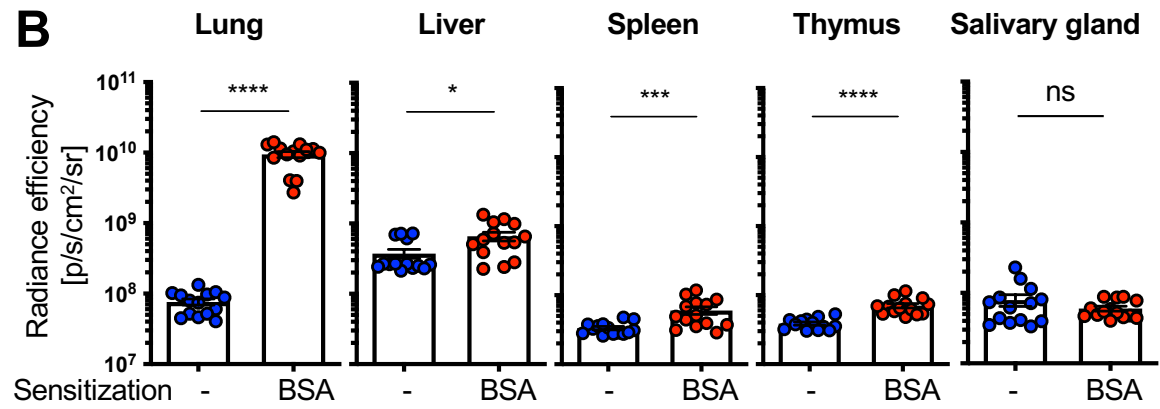 B
Lung Liver Spleen Thymus Salivary gland
Radiance efficiency
[p/s/cm²/sr]
10¹¹
10¹⁰
10⁹
10⁸
10⁷
**** * *** **** ns
Sensitization - BSA - BSA - BSA - BSA - BSA